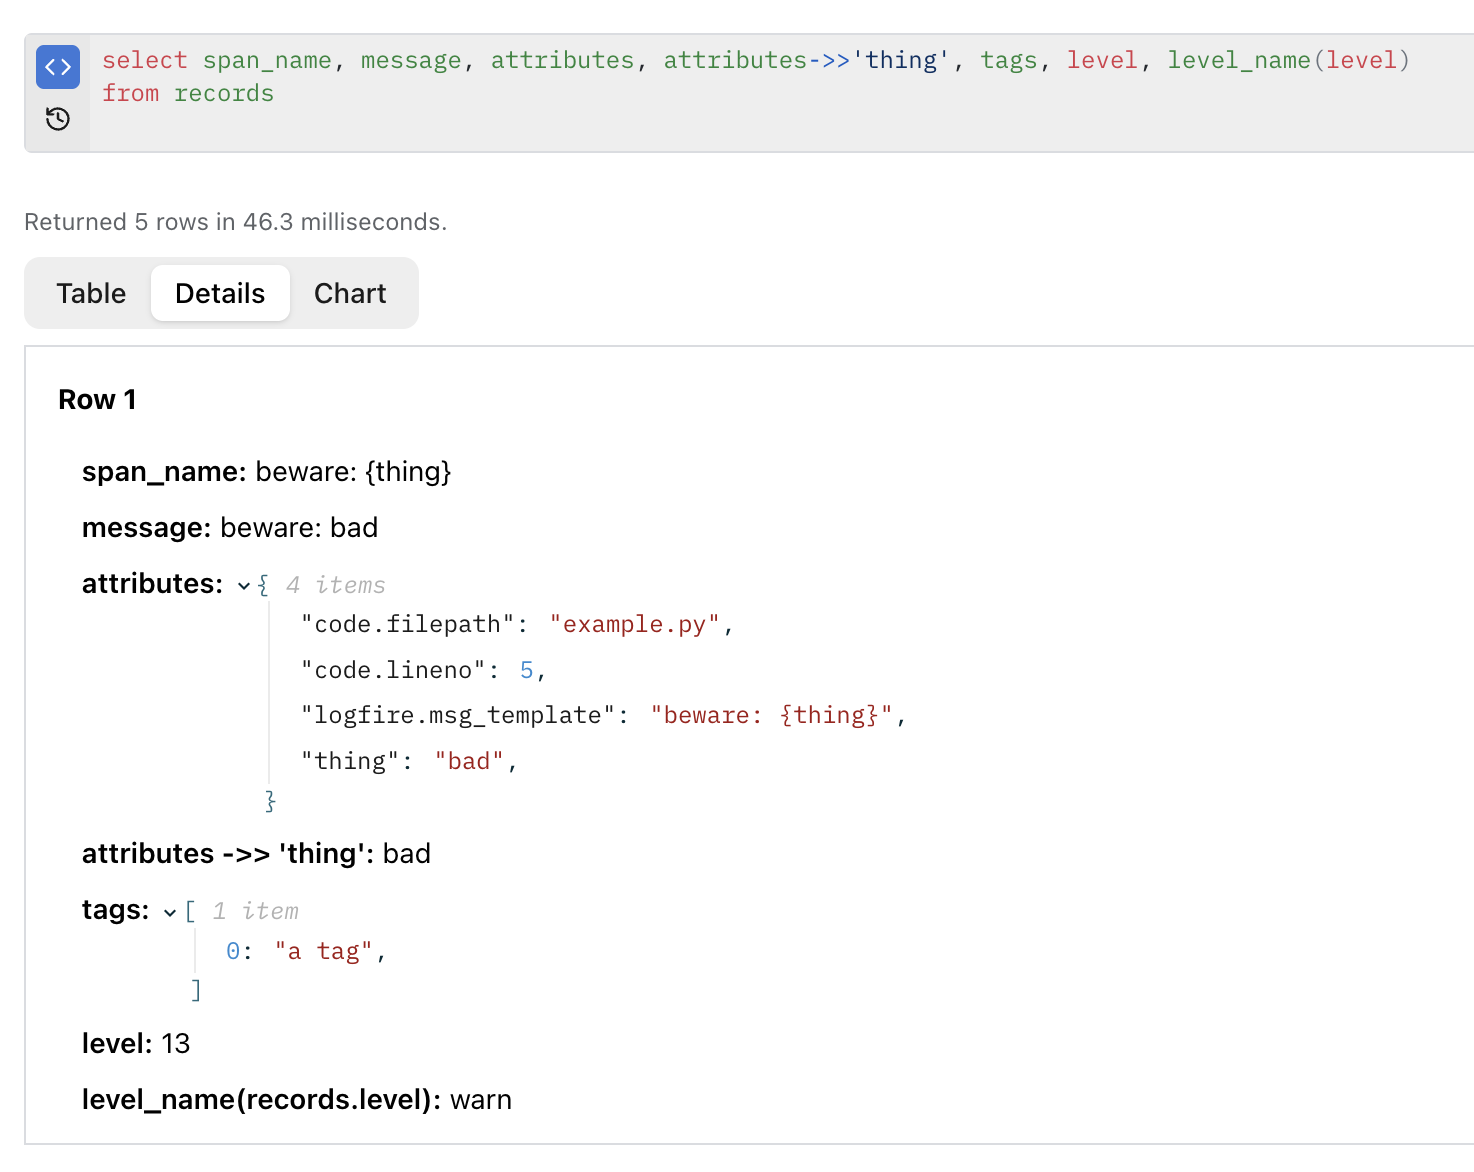 select span_name, message, attributes, attributes->>'thing', tags, level, level_name(level)
from records
Returned 5 rows in 46.3 milliseconds.
Table Details Chart
Row 1
span_name: beware: {thing}
message: beware: bad
attributes: { 4 items
"code.filepath": "example.py",
"code.lineno": 5,
"logfire.msg_template": "beware: {thing}",
"thing": "bad",
}
attributes ->> 'thing': bad
tags: [ 1 item
0: "a tag",
]
level: 13
level_name(records.level): warn